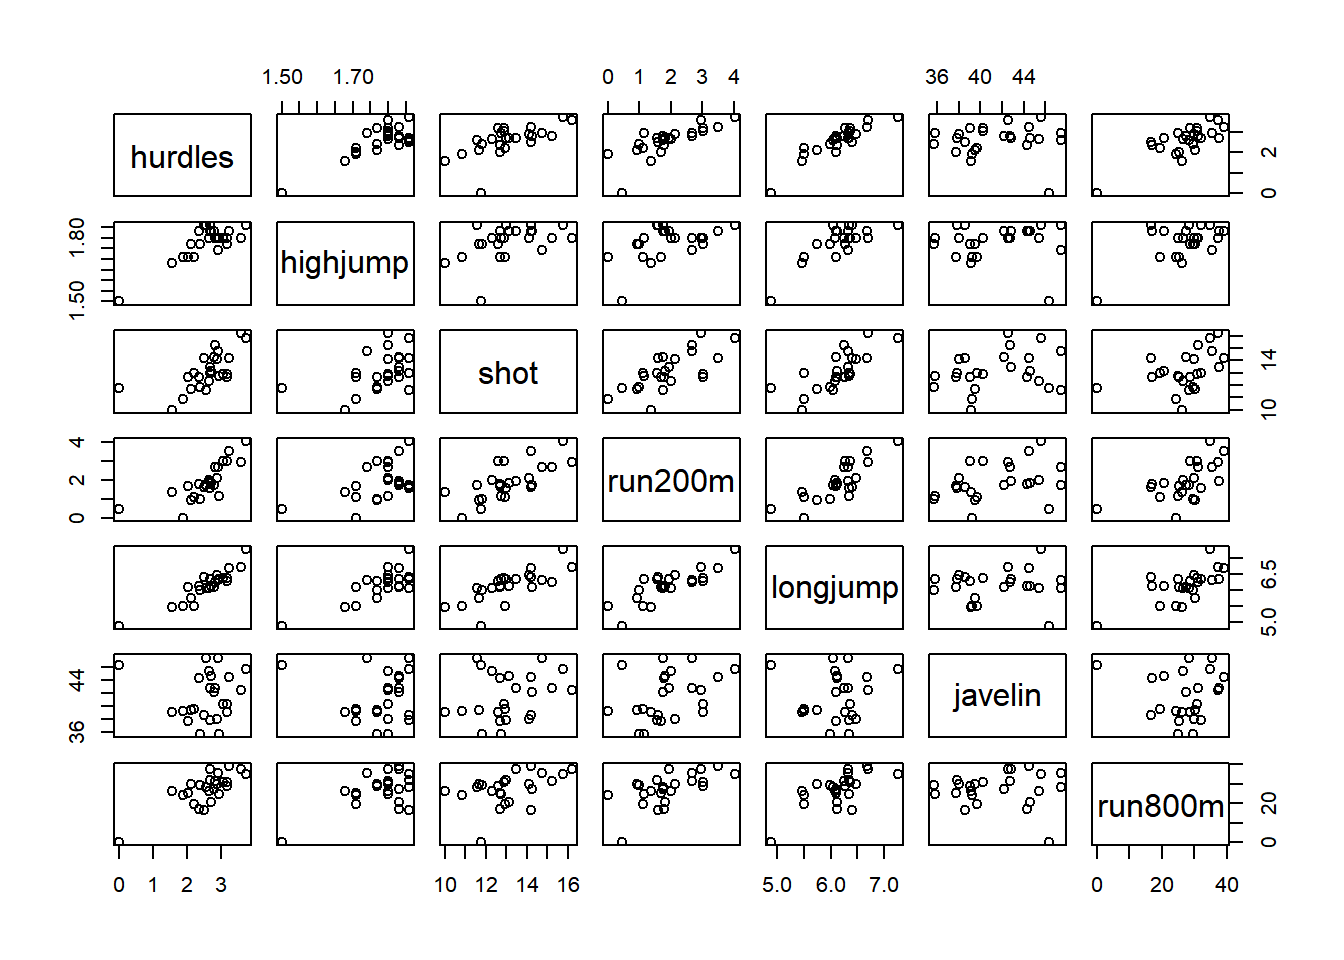 1.50 1.70 0 1 2 3 4 36 40 44
hurdles 0 2
1.50 1.80 highjump
shot 10 14
0 2 4 run200m
longjump 5.0 6.5
36 44 javelin
run800m 0 20
0 1 2 3 10 12 14 16 5.0 6.0 7.0 0 20 40